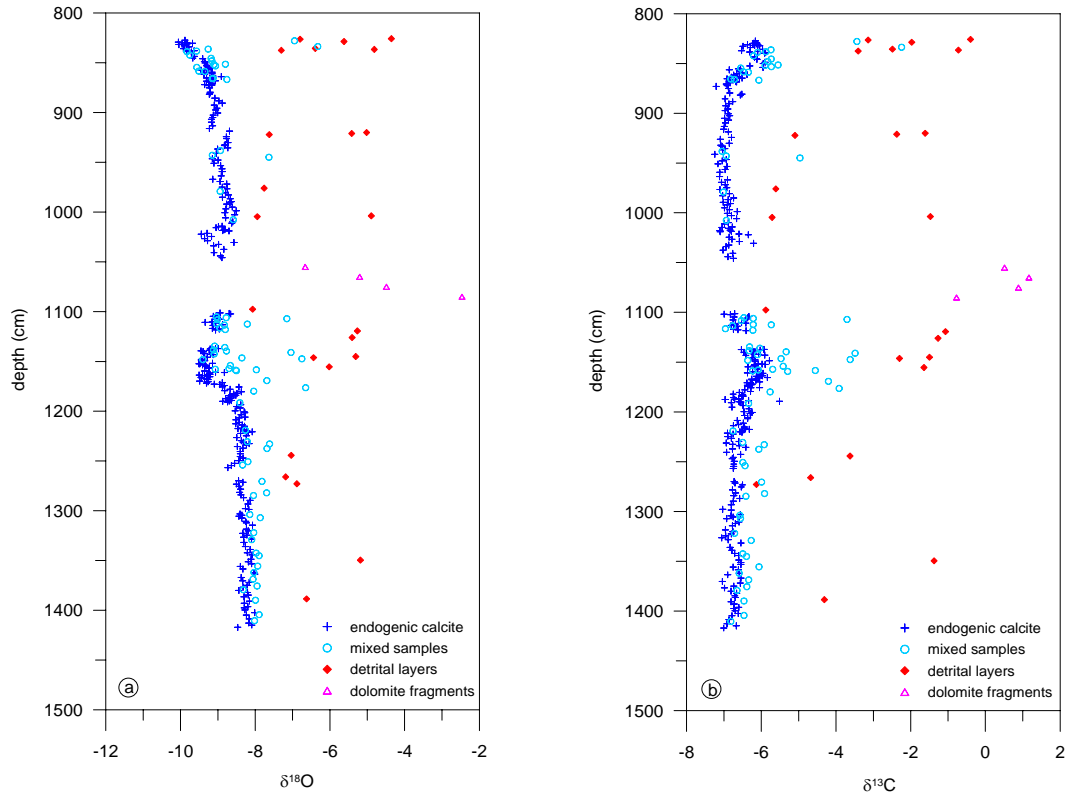 800
900
1000
1100
1200
1300
1400
1500
depth (cm)
-12
-10
-8
-6
-4
-2
δ¹⁸O
endogenic calcite
mixed samples
detrital layers
dolomite fragments
a
800
900
1000
1100
1200
1300
1400
1500
depth (cm)
-8
-6
-4
-2
0
2
δ¹³C
endogenic calcite
mixed samples
detrital layers
dolomite fragments
b